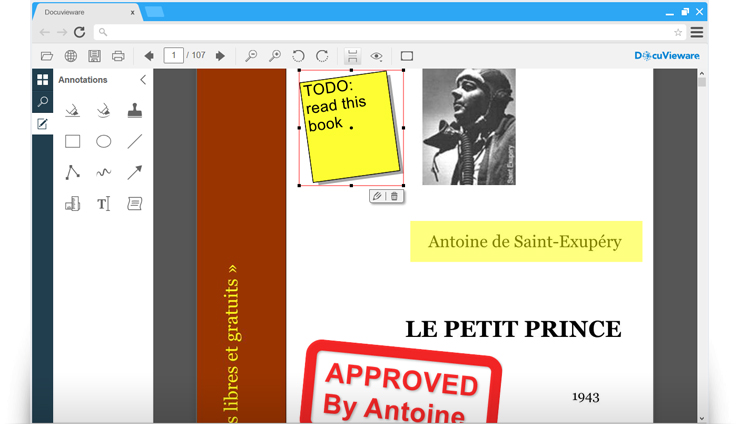 Docuvieware x
1 / 107
DocuVieware
Annotations
TODO:
read this
book
Saint Exupéry
Antoine de Saint-Exupéry
s libres et gratuits »
LE PETIT PRINCE
APPROVED
By Antoine
1943